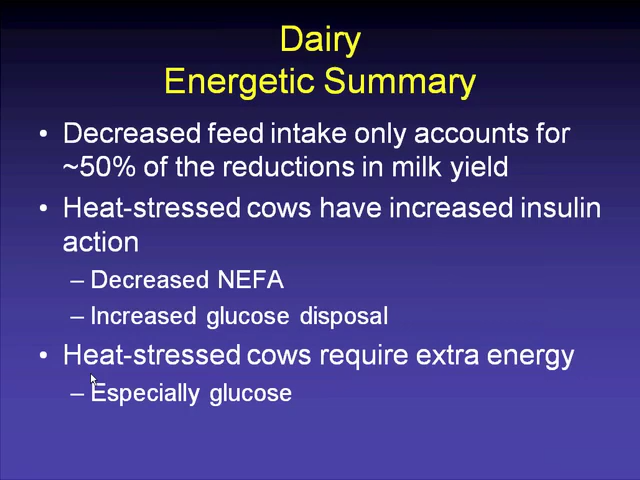 Dairy
Energetic Summary
• Decreased feed intake only accounts for
~50% of the reductions in milk yield
• Heat-stressed cows have increased insulin
action
– Decreased NEFA
– Increased glucose disposal
• Heat-stressed cows require extra energy
– Especially glucose